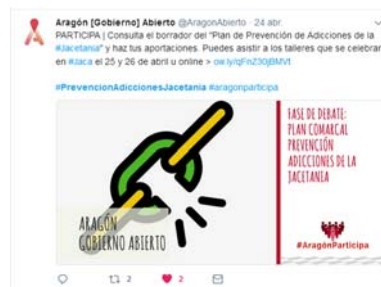 Aragón [Gobierno] Abierto @AragonAbierto · 24 abr.
PARTICIPA | Consulta el borrador del "Plan de Prevención de Adicciones de la
#Jacetania" y haz tus aportaciones. Puedes asistir a los talleres que se celebrar
en #Jaca el 25 y 26 de abril u online > ow.ly/qFnZ30jBMVt
#PrevencionAdiccionesJacetania #aragonparticipa
FASE DE DEBATE:
PLAN COMARCAL
PREVENCIÓN
ADICCIONES DE LA
JACETANIA
ARAGÓN
GOBIERNO ABIERTO
#AragónParticipa
2
2